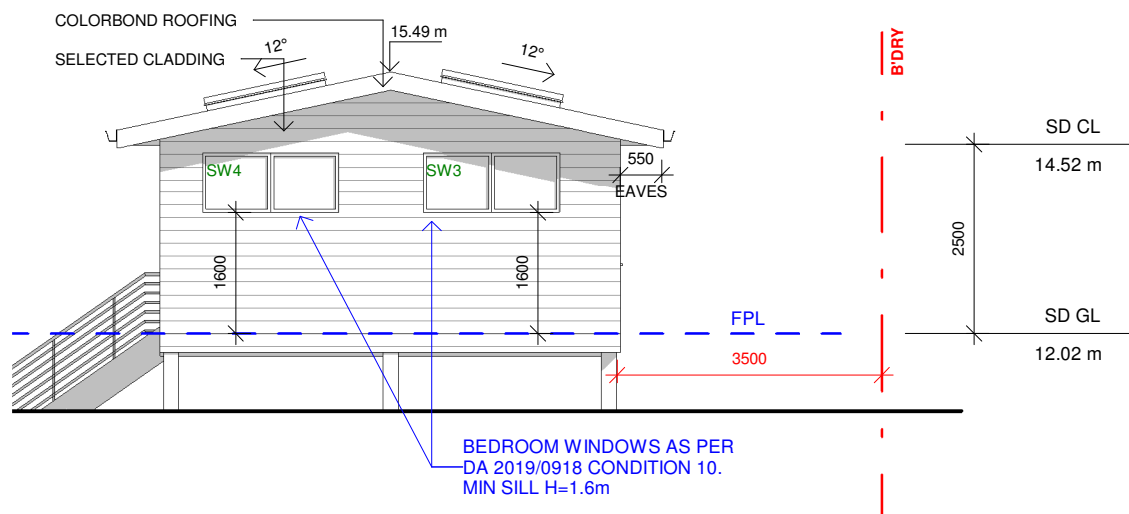 COLORBOND ROOFING
15.49 m
SELECTED CLADDING
12°
12°
B'DRY
SD CL
14.52 m
SW4
SW3
550
EAVES
1600
1600
2500
FPL
3500
SD GL
12.02 m
BEDROOM WINDOWS AS PER
DA 2019/0918 CONDITION 10.
MIN SILL H=1.6m